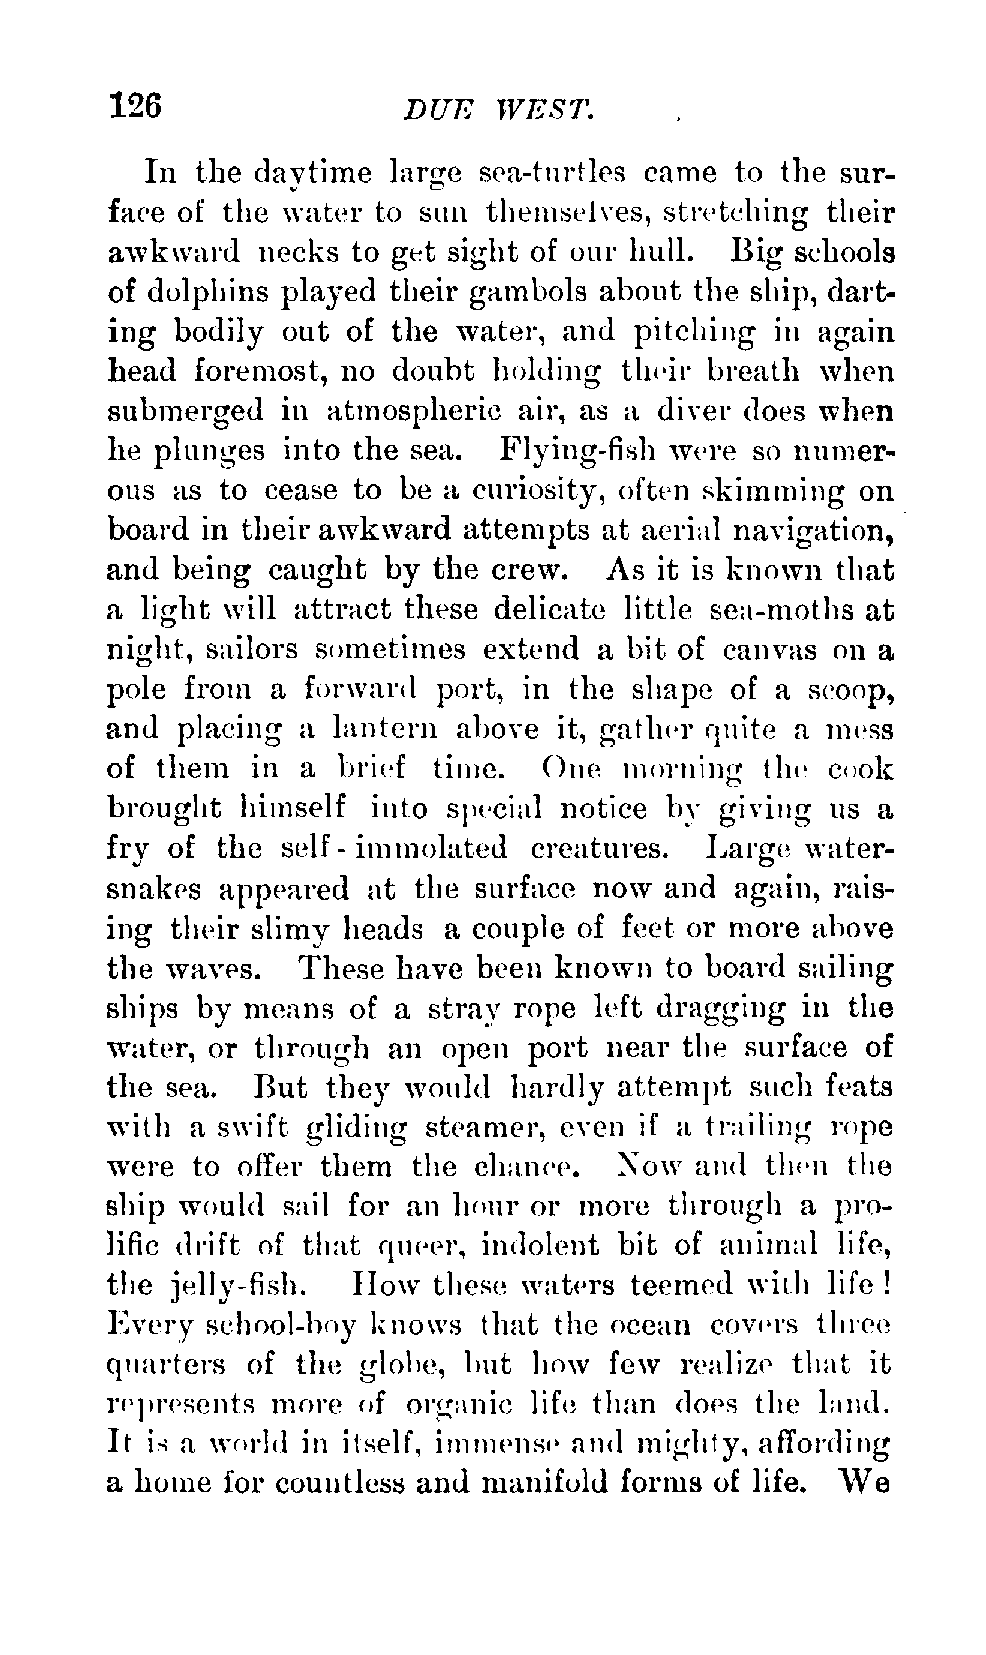 126 DUE WEST.
In the daytime large sea-turtles came to the sur-
face of the water to sun themselves, stretching their
awkward necks to get sight of our hull. Big schools
of dolphins played their gambols about the ship, dart-
ing bodily out of the water, and pitching in again
head foremost, no doubt holding their breath when
submerged in atmospheric air, as a diver does when
he plunges into the sea. Flying-fish were so numer-
ous as to cease to be a curiosity, often skimming on
board in their awkward attempts at aerial navigation,
and being caught by the crew. As it is known that
a light will attract these delicate little sea-moths at
night, sailors sometimes extend a bit of canvas on a
pole from a forward port, in the shape of a scoop,
and placing a lantern above it, gather quite a mess
of them in a brief time. One morning the cook
brought himself into special notice by giving us a
fry of the self-immolated creatures. Large water-
snakes appeared at the surface now and again, rais-
ing their slimy heads a couple of feet or more above
the waves. These have been known to board sailing
ships by means of a stray rope left dragging in the
water, or through an open port near the surface of
the sea. But they would hardly attempt such feats
with a swift gliding steamer, even if a trailing rope
were to offer them the chance. Now and then the
ship would sail for an hour or more through a pro-
lific drift of that queer, indolent bit of animal life,
the jelly-fish. How these waters teemed with life!
Every school-boy knows that the ocean covers three
quarters of the globe, but how few realize that it
represents more of organic life than does the land.
It is a world in itself, immense and mighty, affording
a home for countless and manifold forms of life. We